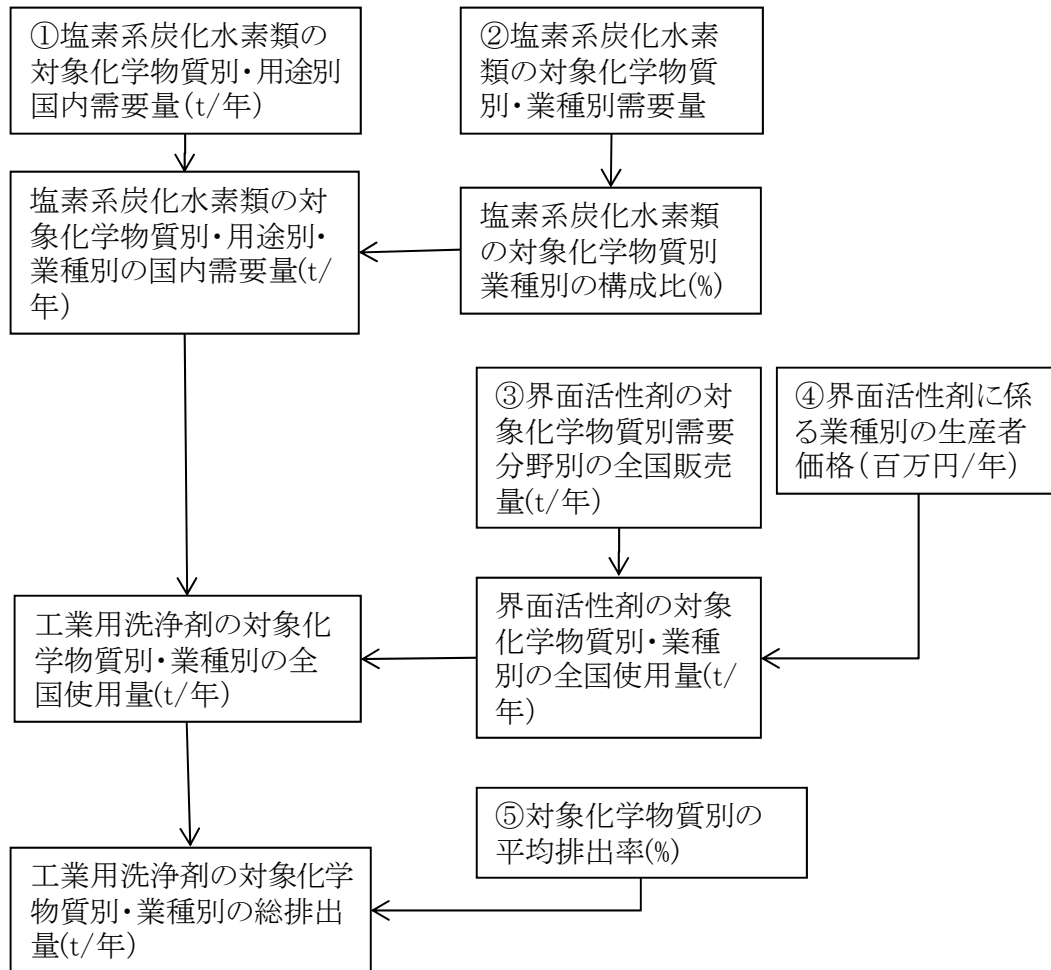 ①塩素系炭化水素類の
対象化学物質別・用途別
国内需要量(t/年)
②塩素系炭化水素
類の対象化学物質
別・業種別需要量
塩素系炭化水素類の対
象化学物質別・用途別・
業種別の国内需要量(t/
年)
塩素系炭化水素類
の対象化学物質別
業種別の構成比(%)
③界面活性剤の対
象化学物質別需要
分野別の全国販売
量(t/年)
④界面活性剤に係
る業種別の生産者
価格(百万円/年)
工業用洗浄剤の対象化
学物質別・業種別の全
国使用量(t/年)
界面活性剤の対象
化学物質別・業種
別の全国使用量(t/
年)
⑤対象化学物質別の
平均排出率(%)
工業用洗浄剤の対象化学
物質別・業種別の総排出
量(t/年)